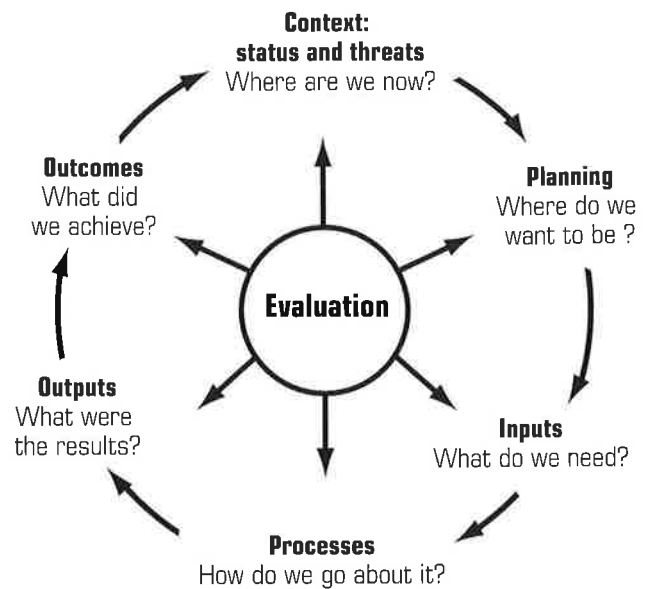 Context:
status and threats
Where are we now?
Planning
Where do we
want to be ?
Inputs
What do we need?
Processes
How do we go about it?
Outputs
What were
the results?
Outcomes
What did
we achieve?
Evaluation